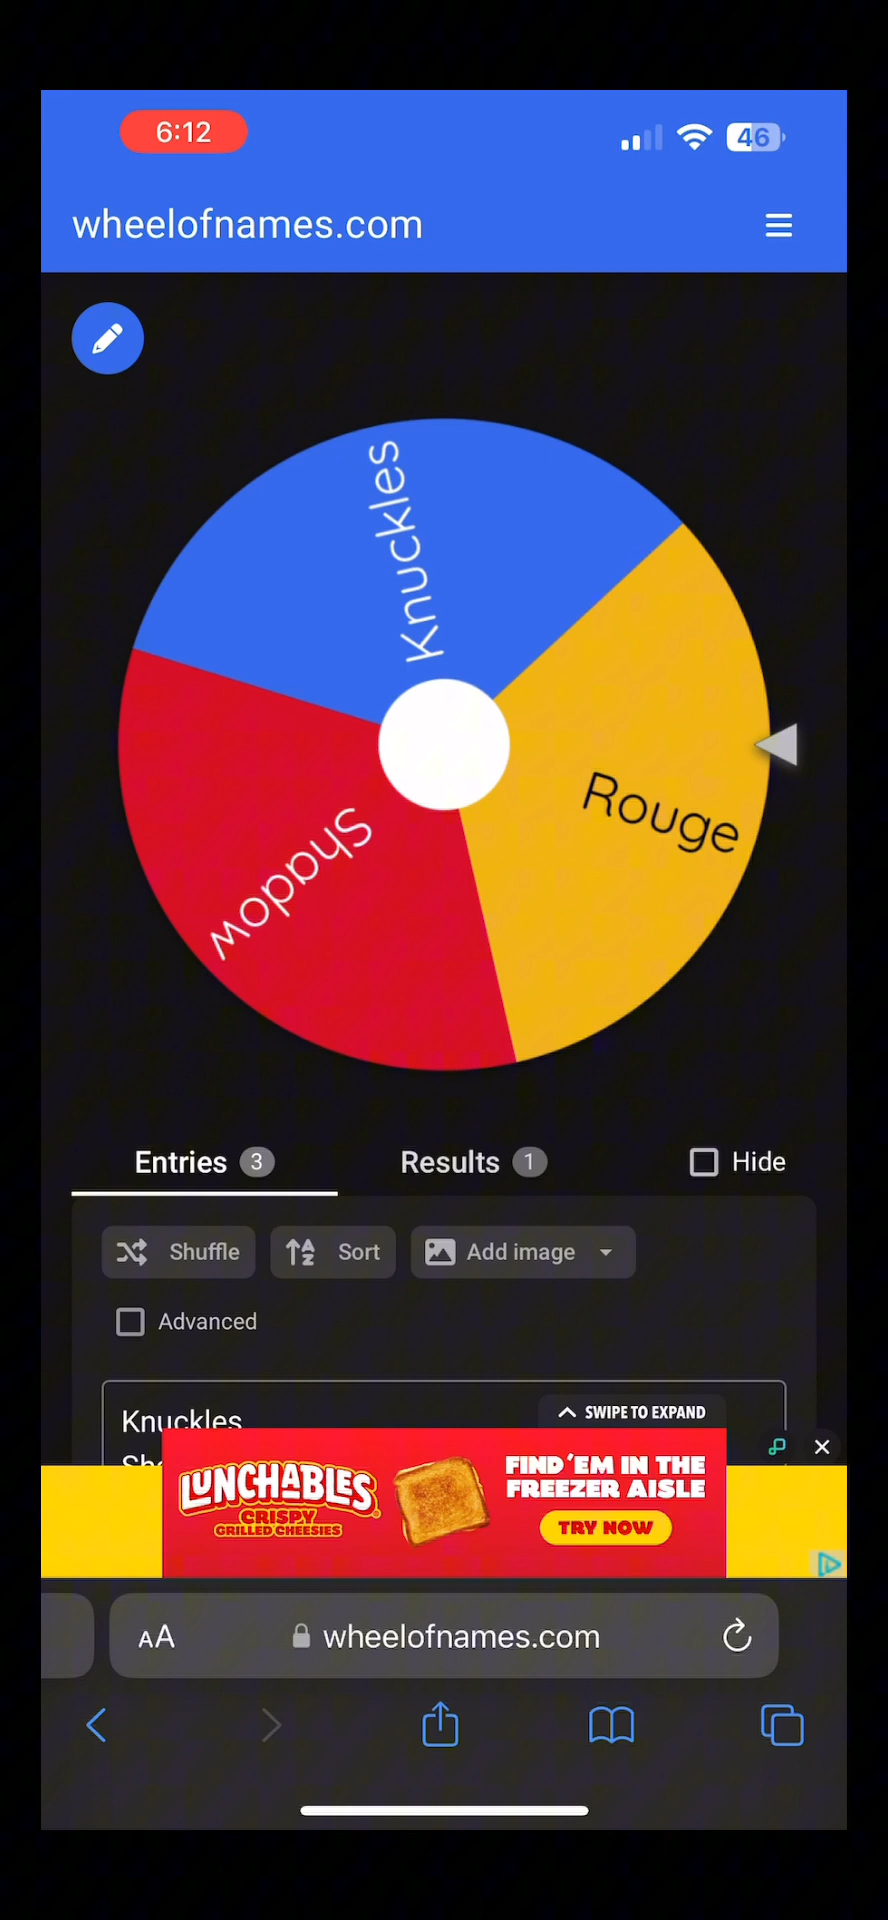 6:12
46
wheelofnames.com
Knuckles
Rouge
Shadow
Entries 3
Results 1
Hide
Shuffle
Sort
Add image
Advanced
Knuckles
SWIPE TO EXPAND
LUNCHABLES
CRISPY
GRILLED CHEESIES
FIND 'EM IN THE
FREEZER AISLE
TRY NOW
AA
wheelofnames.com